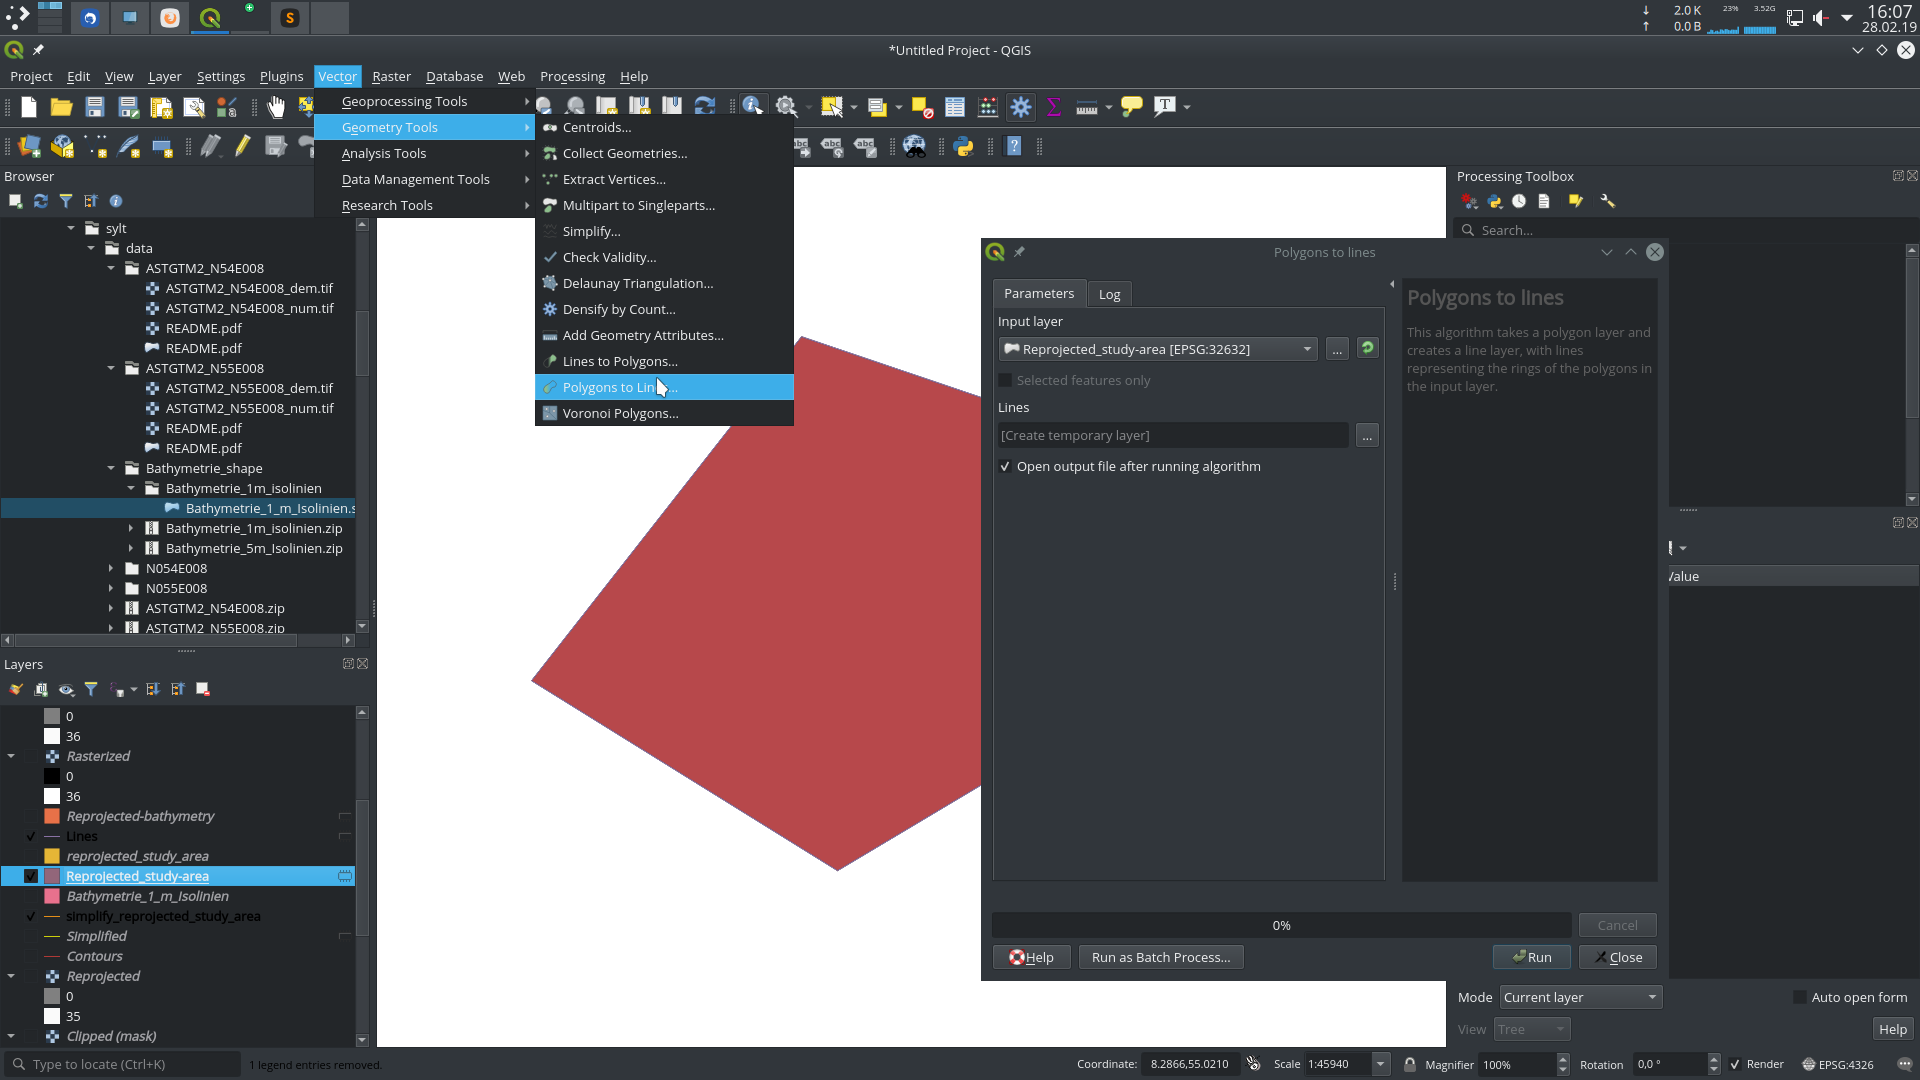 2.0 K
0.0 B
23%
3.52G
16:07
28.02.19
*Untitled Project - QGIS
Project Edit View Layer Settings Plugins Vector Raster Database Web Processing Help
Geoprocessing Tools
Geometry Tools
Analysis Tools
Data Management Tools
Research Tools
Centroids...
Collect Geometries...
Extract Vertices...
Multipart to Singleparts...
Simplify...
Check Validity...
Delaunay Triangulation...
Densify by Count...
Add Geometry Attributes...
Lines to Polygons...
Polygons to Lin...
Voronoi Polygons...
Browser
sylt
data
ASTGTM2_N54E008
ASTGTM2_N54E008_dem.tif
ASTGTM2_N54E008_num.tif
README.pdf
README.pdf
ASTGTM2_N55E008
ASTGTM2_N55E008_dem.tif
ASTGTM2_N55E008_num.tif
README.pdf
README.pdf
Bathymetrie_shape
Bathymetrie_1m_isolinien
Bathymetrie_1_m_Isolinien.s
Bathymetrie_1m_isolinien.zip
Bathymetrie_5m_Isolinien.zip
N054E008
N055E008
ASTGTM2_N54E008.zip
ASTGTM2_N55E008.zip
Layers
0
36
Rasterized
0
36
Reprojected-bathymetry
Lines
reprojected_study_area
Reprojected_study-area
Bathymetrie_1_m_Isolinien
simplify_reprojected_study_area
Simplified
Contours
Reprojected
0
35
Clipped (mask)
Processing Toolbox
Search...
Polygons to lines
Parameters Log
Input layer
Reprojected_study-area [EPSG:32632]
...
Selected features only
Lines
[Create temporary layer]
...
Open output file after running algorithm
Polygons to lines
This algorithm takes a polygon layer and
creates a line layer, with lines
representing the rings of the polygons in
the input layer.
0%
Cancel
Help
Run as Batch Process...
Run
Close
Value
Mode Current layer
Auto open form
View Tree
Help
Type to locate (Ctrl+K)
1 legend entries removed.
Coordinate: 8.2866,55.0210
Scale 1:45940
Magnifier 100%
Rotation 0,0 °
Render
EPSG:4326